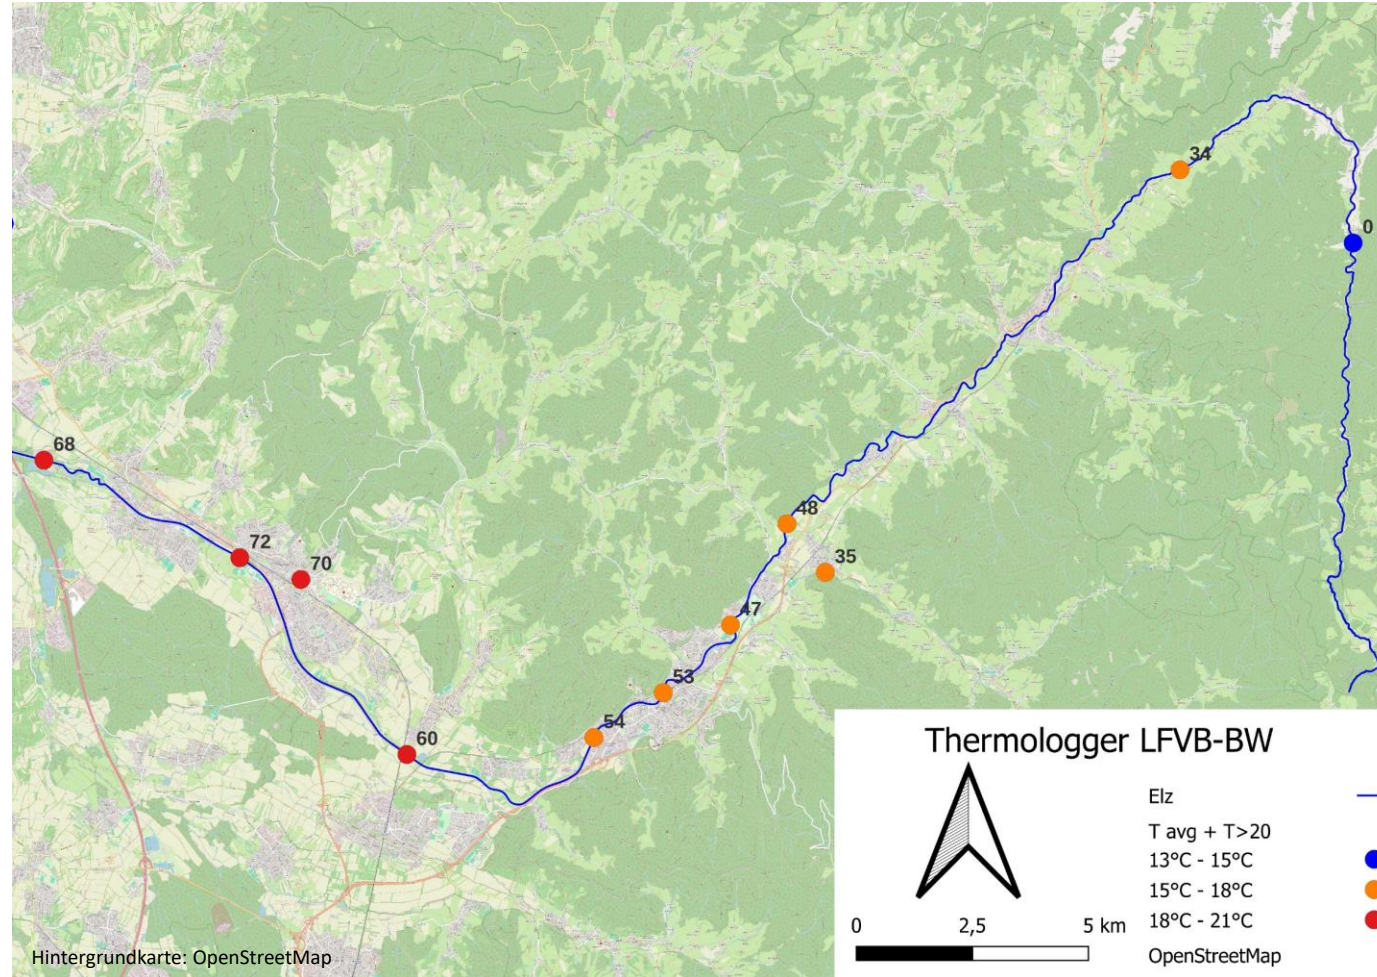 34
0
68
48
72
70
35
47
53
54
60
Thermologger LFVB-BW
Elz
T avg + T>20
13°C - 15°C
15°C - 18°C
18°C - 21°C
0 2,5 5 km
OpenStreetMap
Hintergrundkarte: OpenStreetMap